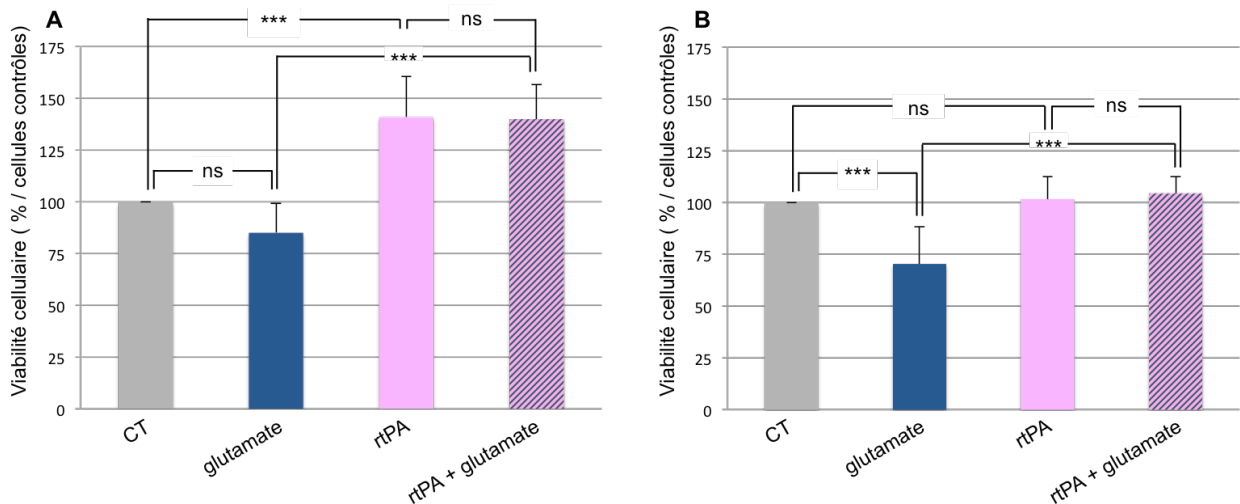 A
Viabilité cellulaire ( % / cellules contrôles)
175
150
125
100
75
50
25
0
***
ns
***
ns
CT
glutamate
rtPA
rtPA + glutamate
B
Viabilité cellulaire ( % / cellules contrôles)
175
150
125
100
75
50
25
0
ns
ns
***
***
CT
glutamate
rtPA
rtPA + glutamate